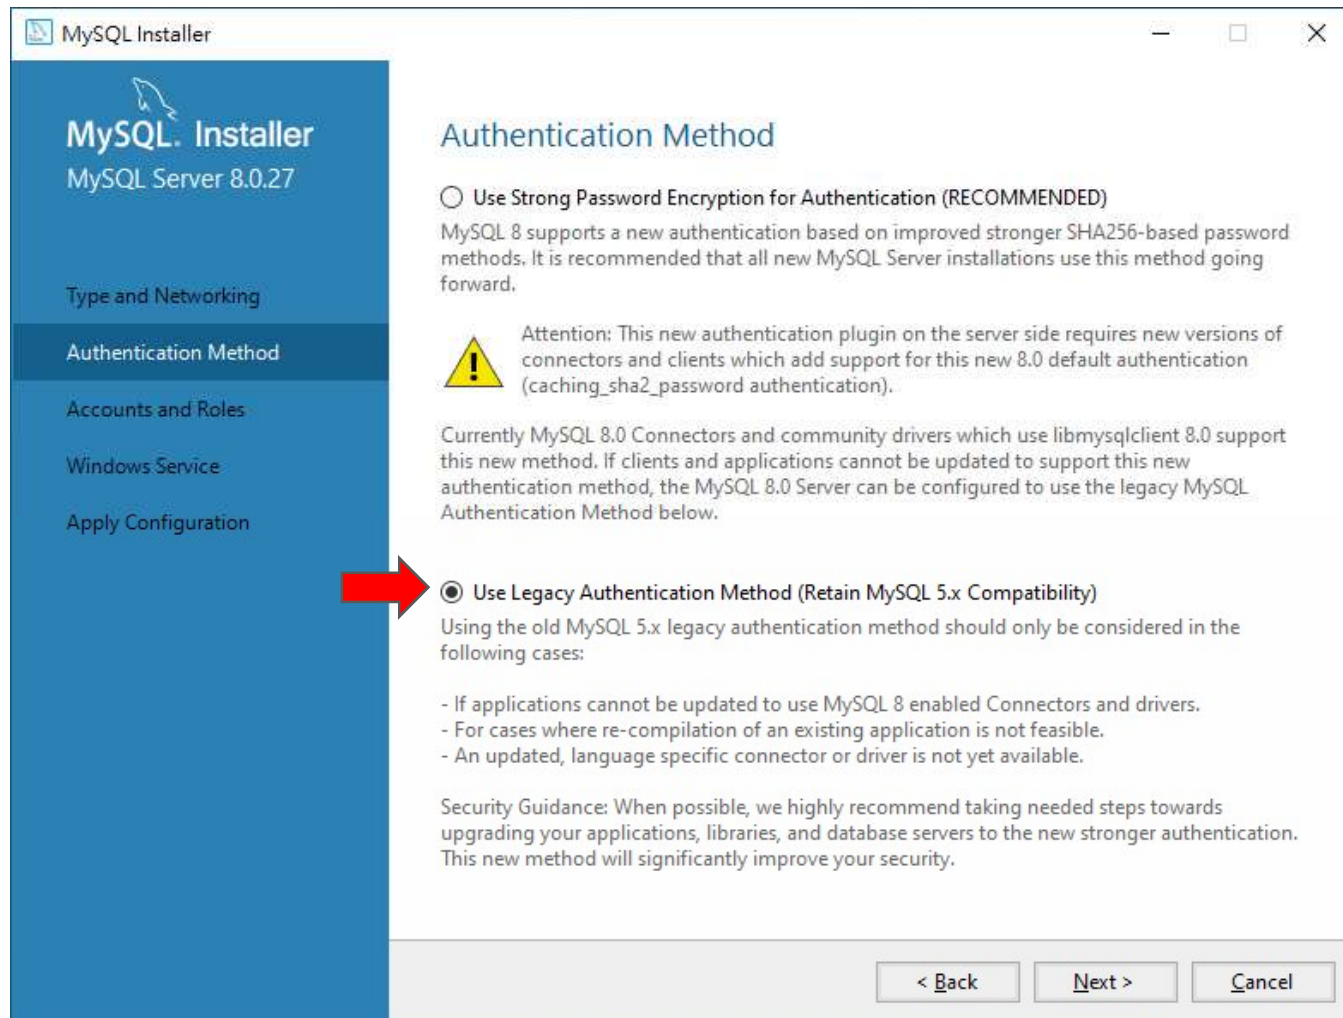 MySQL Installer
MySQL. Installer
MySQL Server 8.0.27
Type and Networking
Authentication Method
Accounts and Roles
Windows Service
Apply Configuration
Authentication Method
Use Strong Password Encryption for Authentication (RECOMMENDED)
MySQL 8 supports a new authentication based on improved stronger SHA256-based password
methods. It is recommended that all new MySQL Server installations use this method going
forward.
Attention: This new authentication plugin on the server side requires new versions of
connectors and clients which add support for this new 8.0 default authentication
(caching_sha2_password authentication).
Currently MySQL 8.0 Connectors and community drivers which use libmysqlclient 8.0 support
this new method. If clients and applications cannot be updated to support this new
authentication method, the MySQL 8.0 Server can be configured to use the legacy MySQL
Authentication Method below.
Use Legacy Authentication Method (Retain MySQL 5.x Compatibility)
Using the old MySQL 5.x legacy authentication method should only be considered in the
following cases:
- If applications cannot be updated to use MySQL 8 enabled Connectors and drivers.
- For cases where re-compilation of an existing application is not feasible.
- An updated, language specific connector or driver is not yet available.
Security Guidance: When possible, we highly recommend taking needed steps towards
upgrading your applications, libraries, and database servers to the new stronger authentication.
This new method will significantly improve your security.
< Back
Next >
Cancel